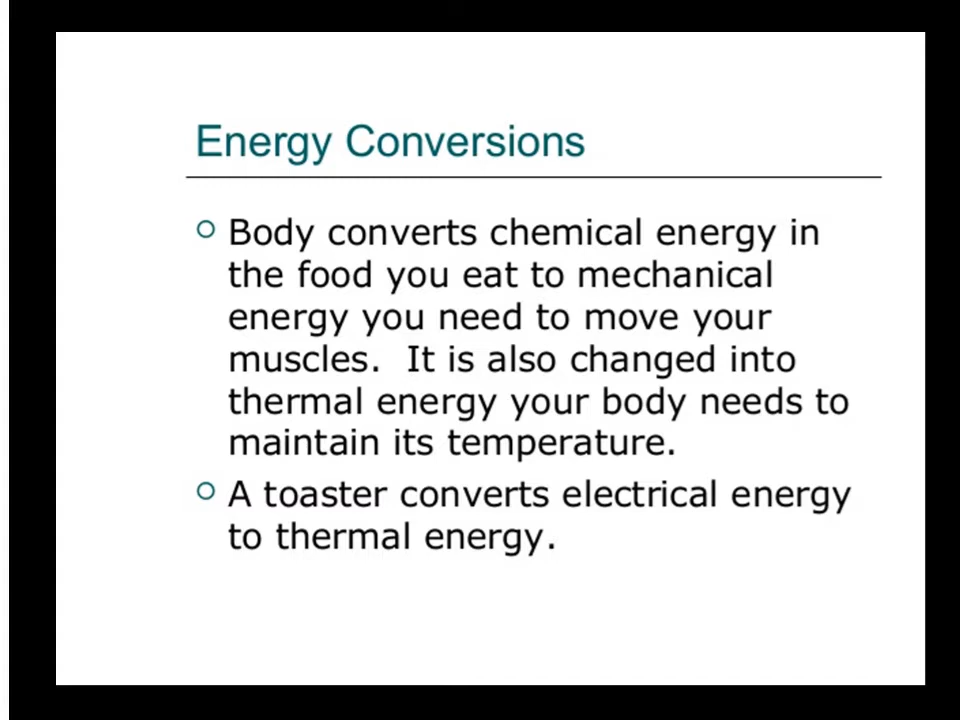 Energy Conversions
Body converts chemical energy in
the food you eat to mechanical
energy you need to move your
muscles.  It is also changed into
thermal energy your body needs to
maintain its temperature.
A toaster converts electrical energy
to thermal energy.